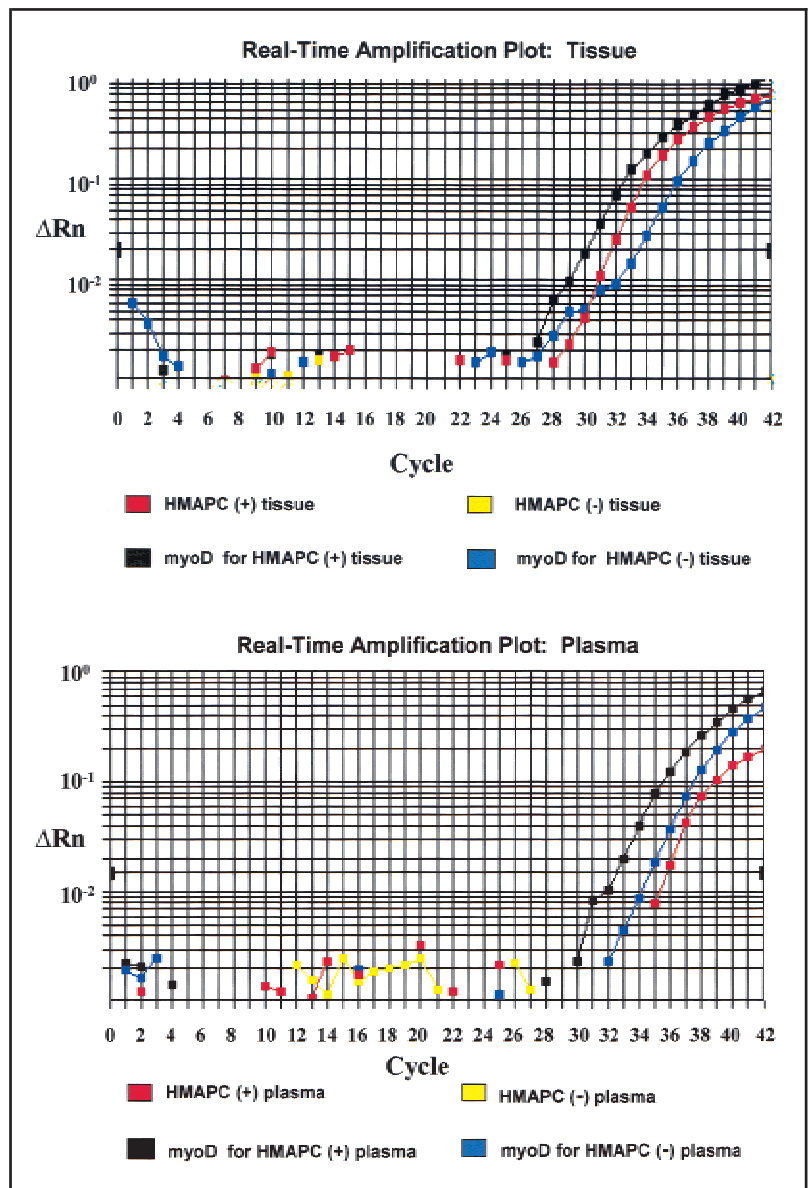 Real-Time Amplification Plot: Tissue
10⁰
10⁻¹
ΔRn
10⁻²
0 2 4 6 8 10 12 14 16 18 20 22 24 26 28 30 32 34 36 38 40 42
Cycle
HMAPC (+) tissue
HMAPC (-) tissue
myoD for HMAPC (+) tissue
myoD for HMAPC (-) tissue
Real-Time Amplification Plot: Plasma
10⁰
10⁻¹
ΔRn
10⁻²
0 2 4 6 8 10 12 14 16 18 20 22 24 26 28 30 32 34 36 38 40 42
Cycle
HMAPC (+) plasma
HMAPC (-) plasma
myoD for HMAPC (+) plasma
myoD for HMAPC (-) plasma